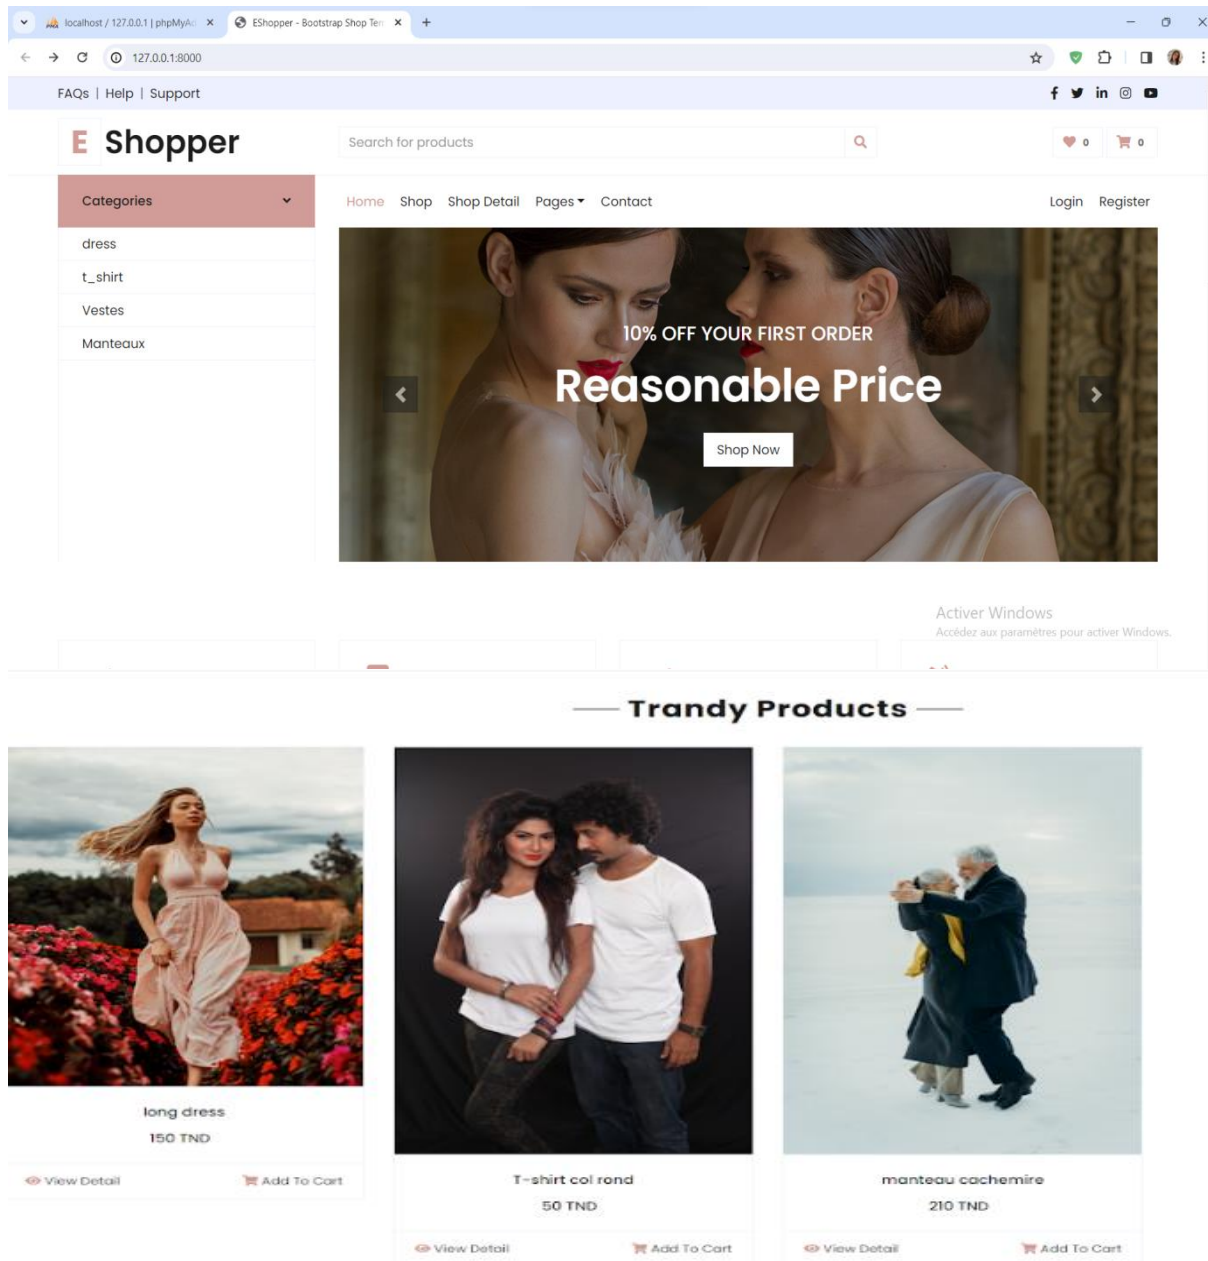 localhost / 127.0.0.1 | phpMyAd
EShopper - Bootstrap Shop Tem
127.0.0.1:8000
FAQs | Help | Support
E Shopper
Search for products
0
0
Categories
Home Shop Shop Detail Pages Contact
Login Register
dress
t_shirt
Vestes
Manteaux
10% OFF YOUR FIRST ORDER
Reasonable Price
Shop Now
Activer Windows
Accédez aux paramètres pour activer Windows.
Trandy Products
long dress
150 TND
View Detail Add To Cart
T-shirt col rond
50 TND
View Detail Add To Cart
manteau cachemire
210 TND
View Detail Add To Cart